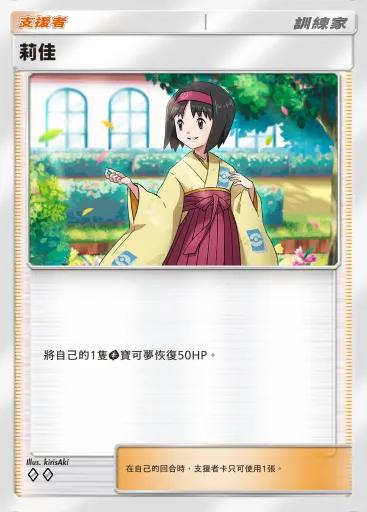 支援者
訓練家
莉佳
將自己的1隻寶可夢恢復50HP。
Illus. kirisAki
在自己的回合時，支援者卡只可使用1張。